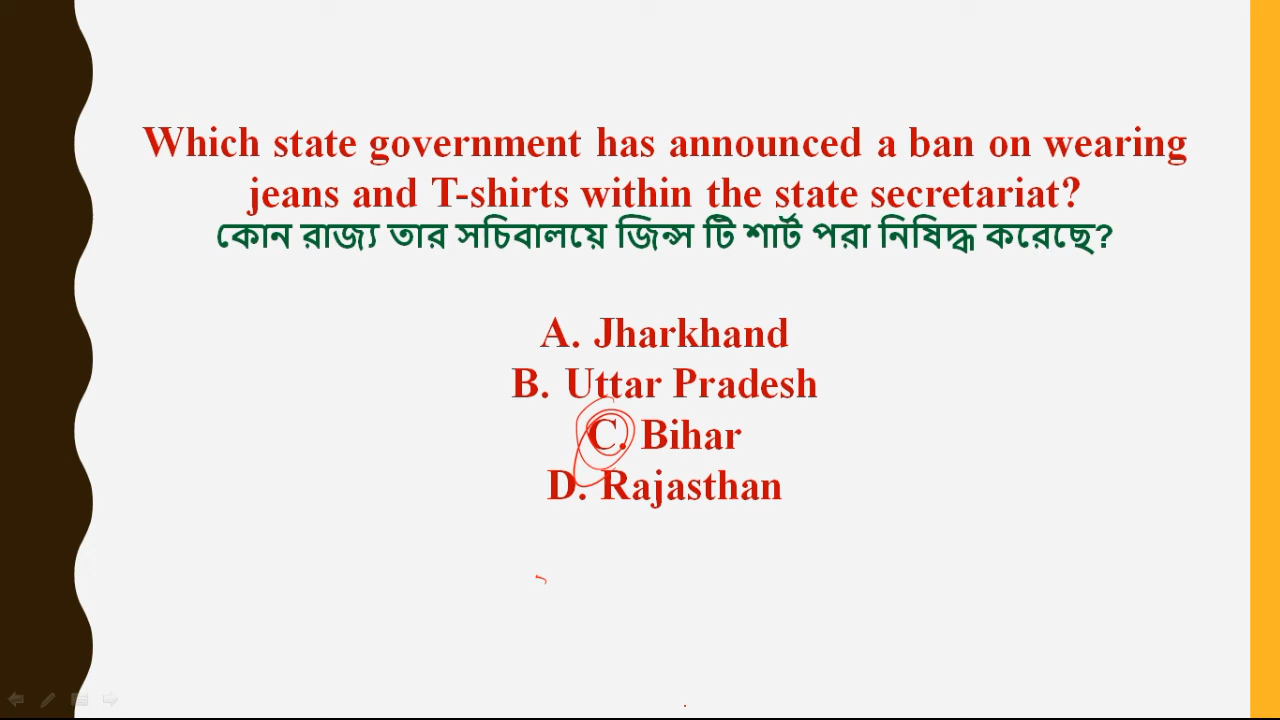 Which state government has announced a ban on wearing
jeans and T-shirts within the state secretariat?
কোন রাজ্য তার সচিবালয়ে জিন্স টি শার্ট পরা নিষিদ্ধ করেছে?
A. Jharkhand
B. Uttar Pradesh
C. Bihar
D. Rajasthan